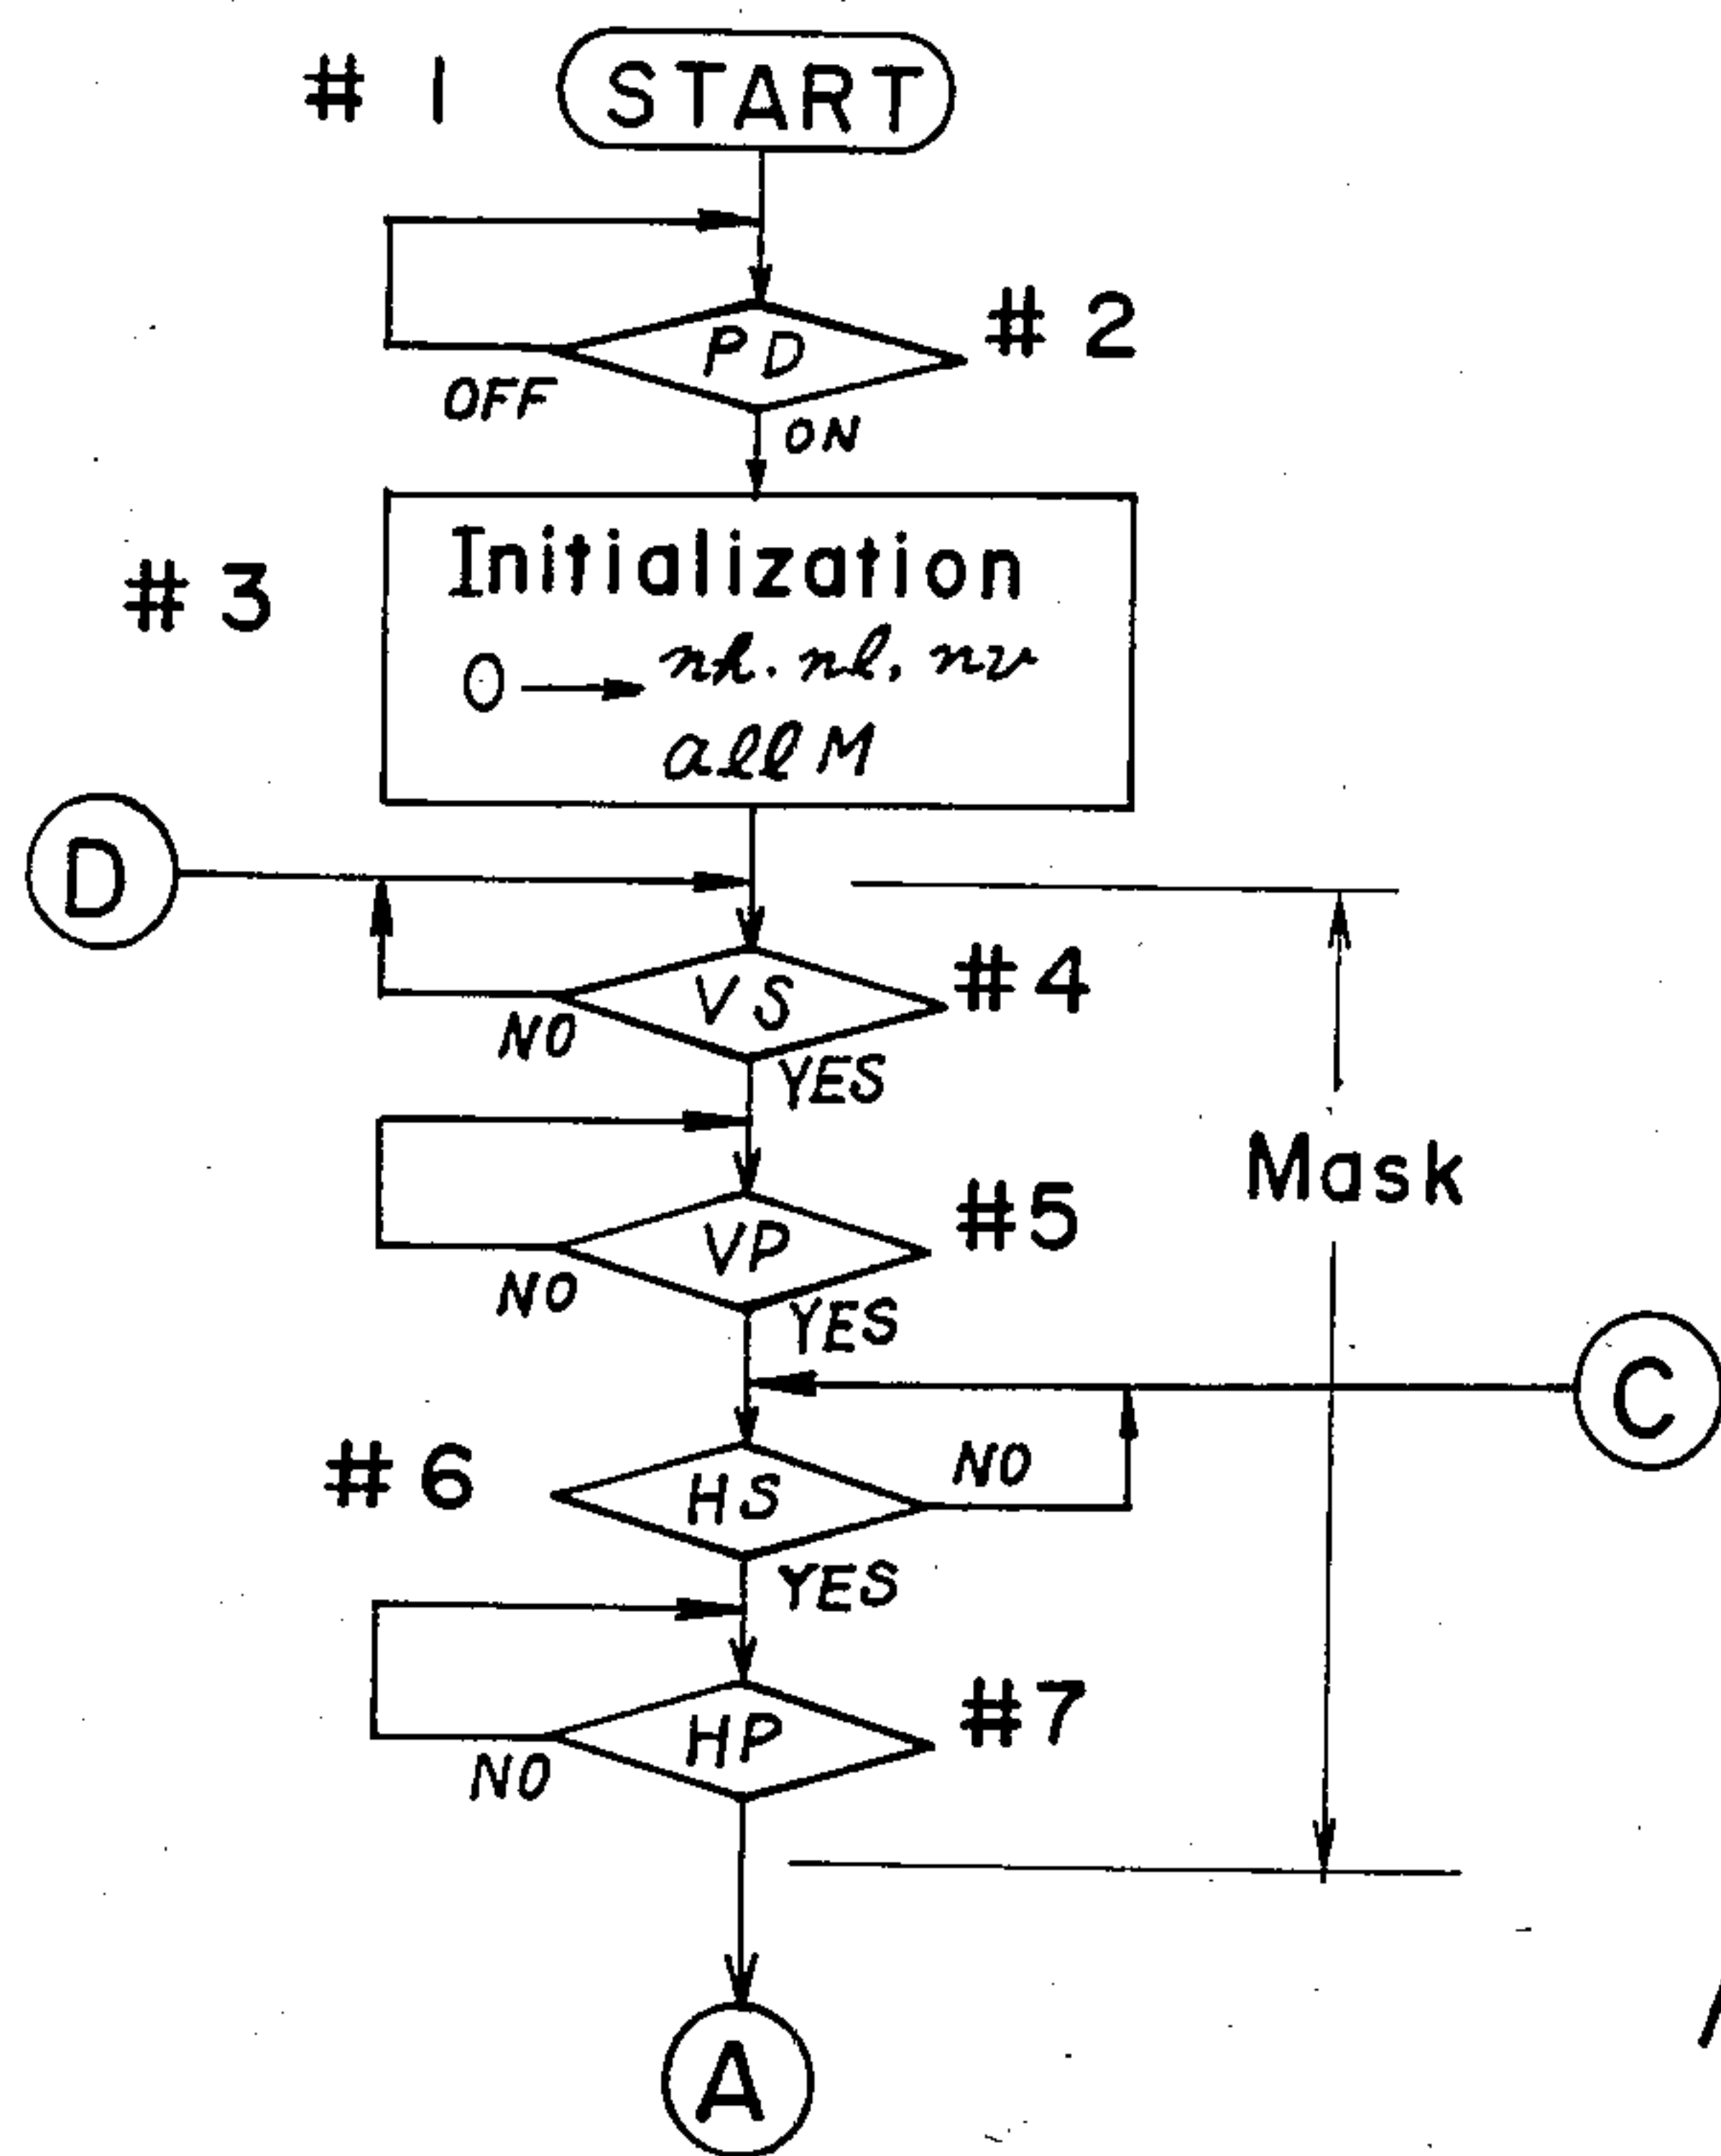 # 1 START
PD # 2
OFF
ON
# 3
Initialization
0 → nh. nl, nv
all M
D
VS #4
NO
YES
Mask
VP #5
NO
YES
C
#6 HS NO
YES
HP #7
NO
A